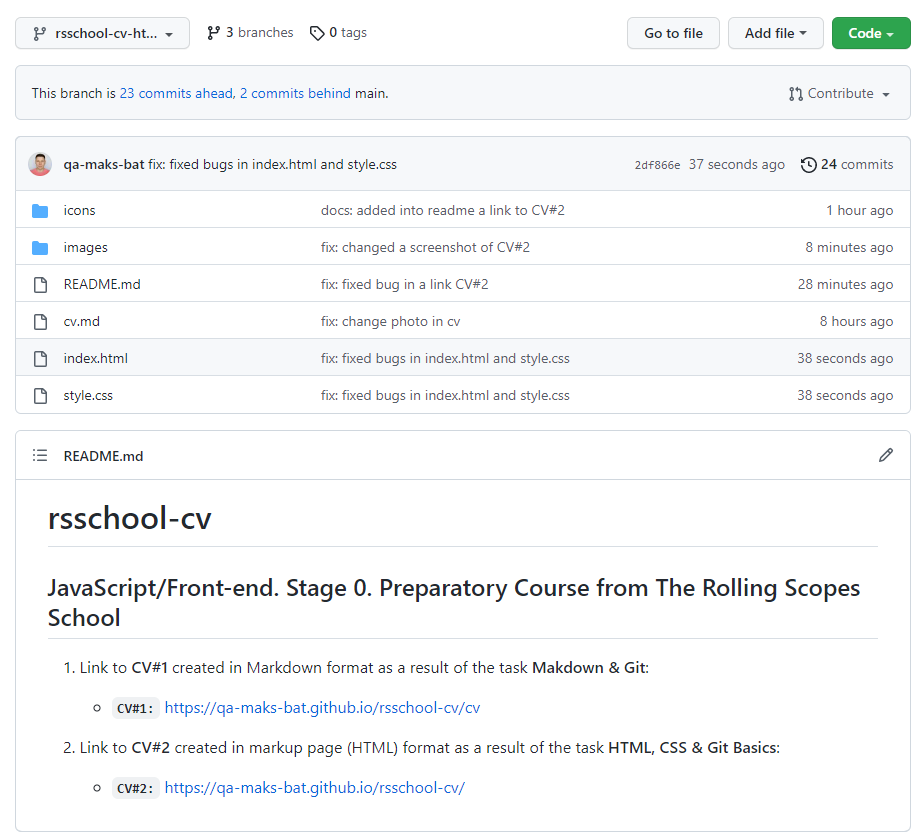 rsschool-cv-ht... 3 branches 0 tags Go to file Add file Code
This branch is 23 commits ahead, 2 commits behind main. Contribute
qa-maks-bat fix: fixed bugs in index.html and style.css 2df866e 37 seconds ago 24 commits
icons docs: added into readme a link to CV#2 1 hour ago
images fix: changed a screenshot of CV#2 8 minutes ago
README.md fix: fixed bug in a link CV#2 28 minutes ago
cv.md fix: change photo in cv 8 hours ago
index.html fix: fixed bugs in index.html and style.css 38 seconds ago
style.css fix: fixed bugs in index.html and style.css 38 seconds ago
README.md
rsschool-cv
JavaScript/Front-end. Stage 0. Preparatory Course from The Rolling Scopes
School
1. Link to CV#1 created in Markdown format as a result of the task Makdown & Git:
CV#1: https://qa-maks-bat.github.io/rsschool-cv/cv
2. Link to CV#2 created in markup page (HTML) format as a result of the task HTML, CSS & Git Basics:
CV#2: https://qa-maks-bat.github.io/rsschool-cv/